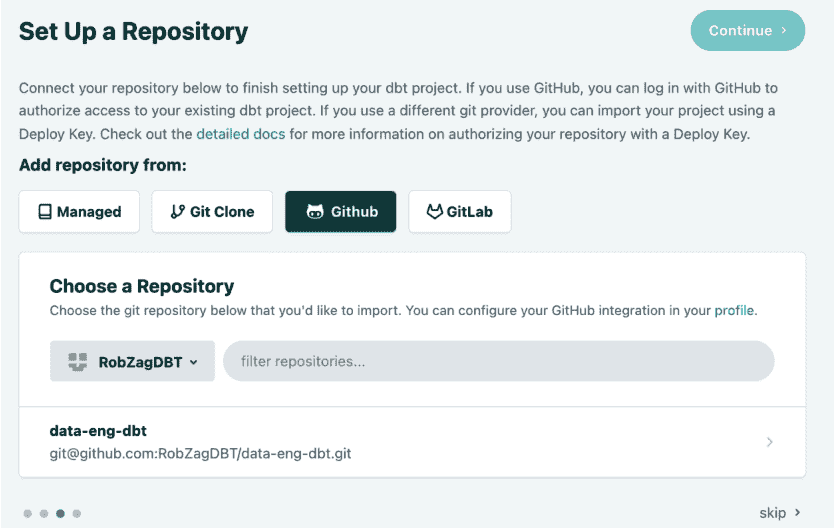 Set Up a Repository
Continue
Connect your repository below to finish setting up your dbt project. If you use GitHub, you can log in with GitHub to
authorize access to your existing dbt project. If you use a different git provider, you can import your project using a
Deploy Key. Check out the detailed docs for more information on authorizing your repository with a Deploy Key.
Add repository from:
Managed
Git Clone
Github
GitLab
Choose a Repository
Choose the git repository below that you'd like to import. You can configure your GitHub integration in your profile.
RobZagDBT
filter repositories...
data-eng-dbt
git@github.com:RobZagDBT/data-eng-dbt.git
skip